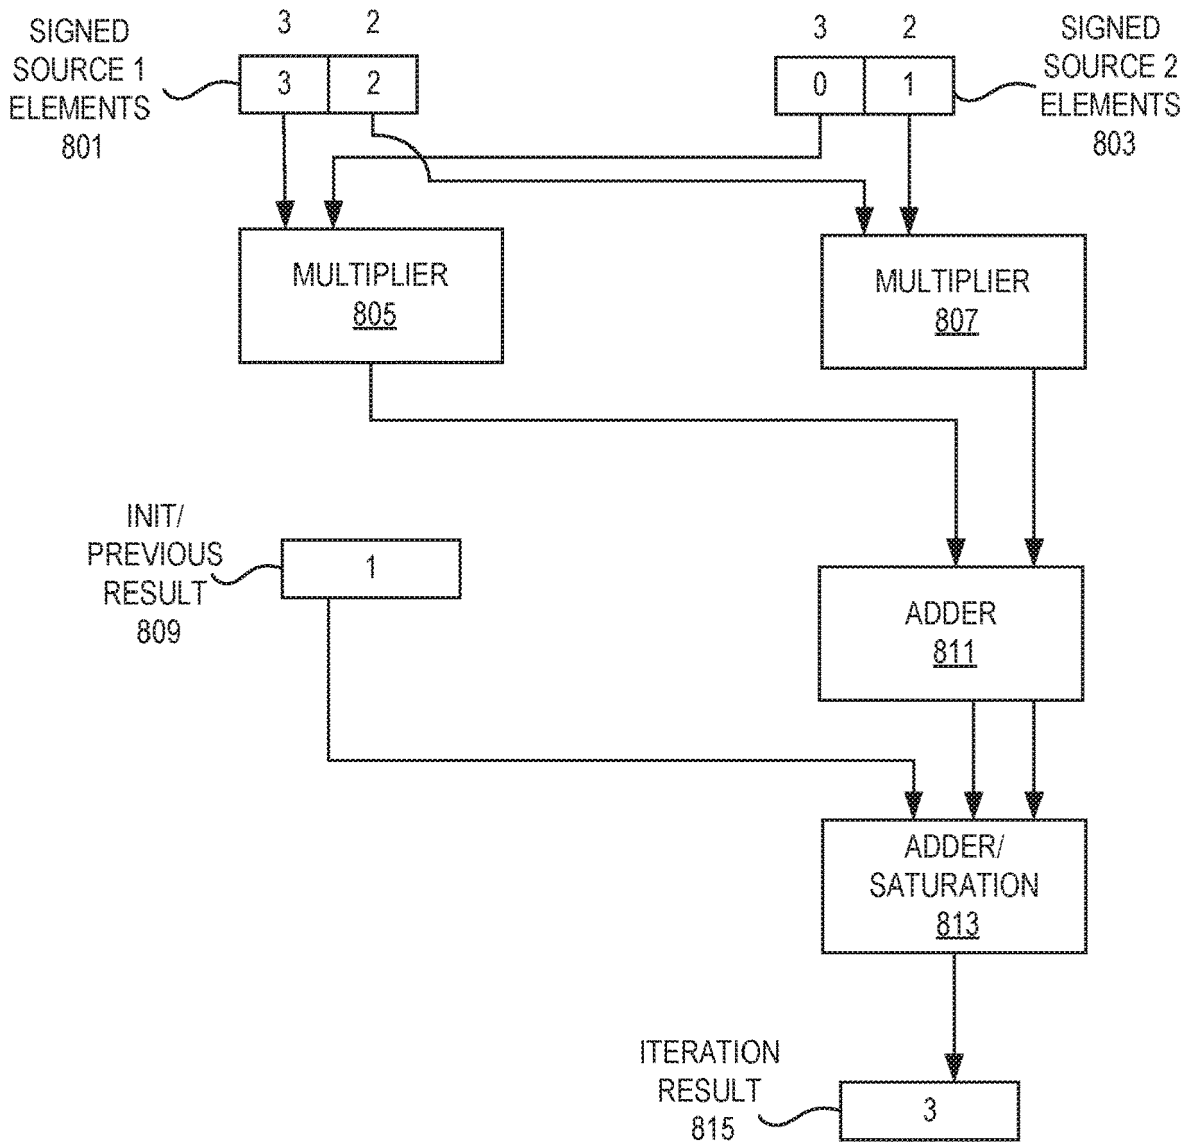 3 2
3 2
SIGNED
SOURCE 1
ELEMENTS
801
3 2
0 1
SIGNED
SOURCE 2
ELEMENTS
803
MULTIPLIER
805
MULTIPLIER
807
INIT/
PREVIOUS
RESULT
809
1
ADDER
811
ADDER/
SATURATION
813
ITERATION
RESULT
815
3